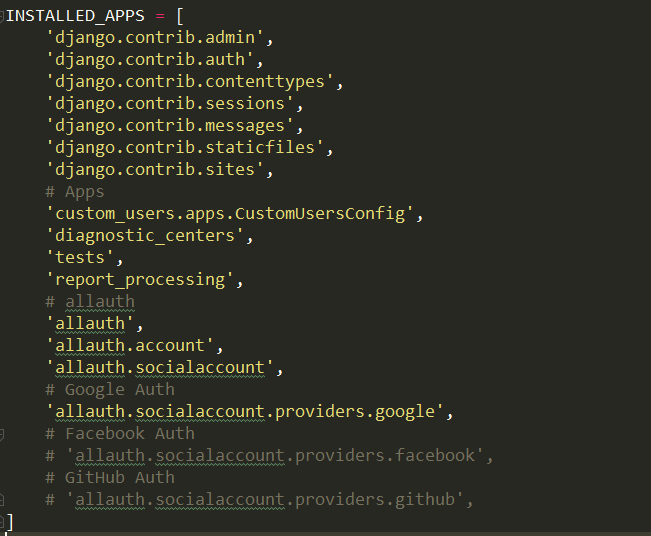 INSTALLED_APPS = [
    'django.contrib.admin',
    'django.contrib.auth',
    'django.contrib.contenttypes',
    'django.contrib.sessions',
    'django.contrib.messages',
    'django.contrib.staticfiles',
    'django.contrib.sites',
    # Apps
    'custom_users.apps.CustomUsersConfig',
    'diagnostic_centers',
    'tests',
    'report_processing',
    # allauth
    'allauth',
    'allauth.account',
    'allauth.socialaccount',
    # Google Auth
    'allauth.socialaccount.providers.google',
    # Facebook Auth
    # 'allauth.socialaccount.providers.facebook',
    # GitHub Auth
    # 'allauth.socialaccount.providers.github',
]